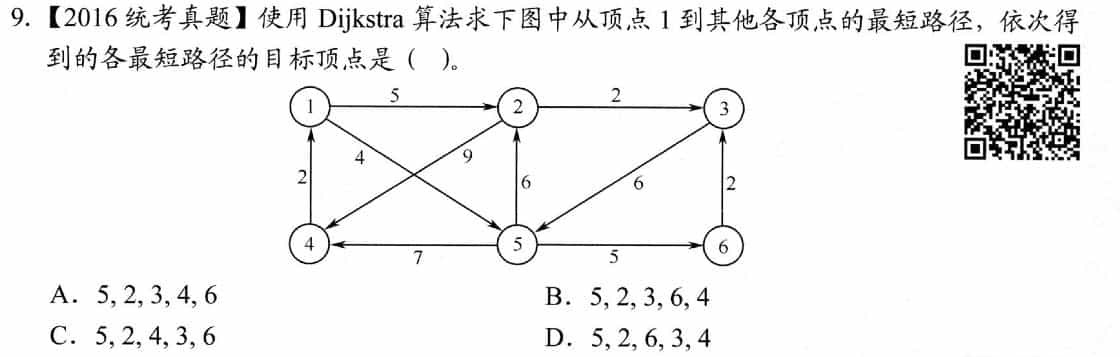 9.【2016 统考真题】使用 Dijkstra 算法求下图中从顶点 1 到其他各顶点的最短路径，依次得
到的各最短路径的目标顶点是（ ）。
1 5 2 2 3
4 9
2 6 6 2
4 7 5 5 6
A. 5, 2, 3, 4, 6 B. 5, 2, 3, 6, 4
C. 5, 2, 4, 3, 6 D. 5, 2, 6, 3, 4